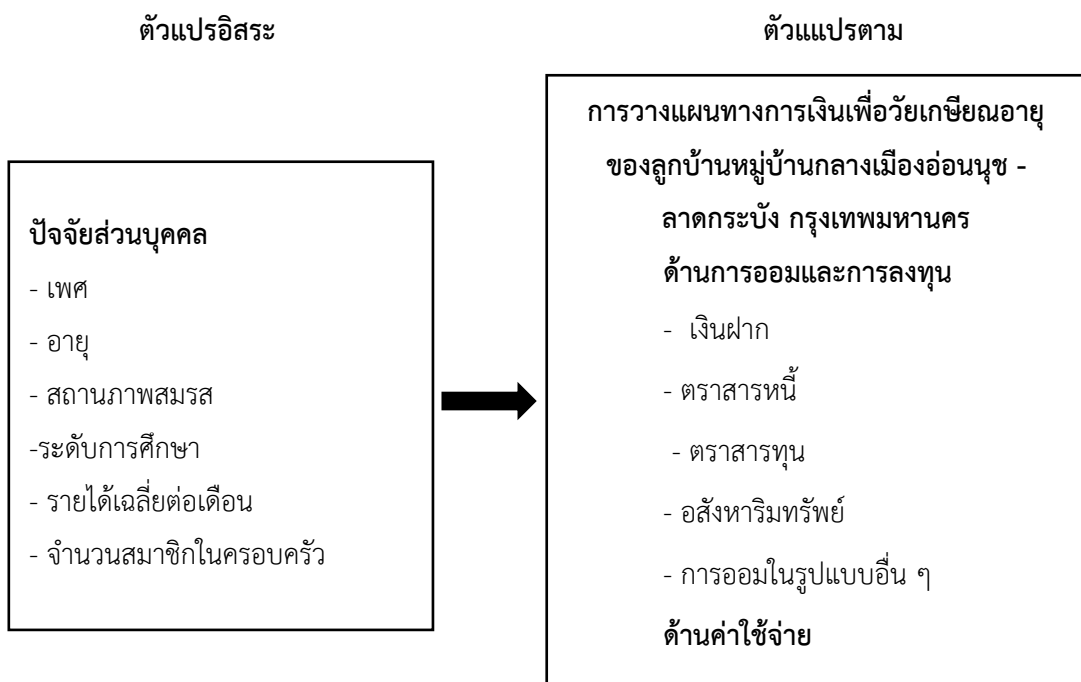 ตัวแปรอิสระ
ตัวแแปรตาม
ปัจจัยส่วนบุคคล
- เพศ
- อายุ
- สถานภาพสมรส
-ระดับการศึกษา
- รายได้เฉลี่ยต่อเดือน
- จำนวนสมาชิกในครอบครัว
การวางแผนทางการเงินเพื่อวัยเกษียณอายุ
ของลูกบ้านหมู่บ้านกลางเมืองอ่อนนุช -
ลาดกระบัง กรุงเทพมหานคร
ด้านการออมและการลงทุน
- เงินฝาก
- ตราสารหนี้
- ตราสารทุน
- อสังหาริมทรัพย์
- การออมในรูปแบบอื่น ๆ
ด้านค่าใช้จ่าย